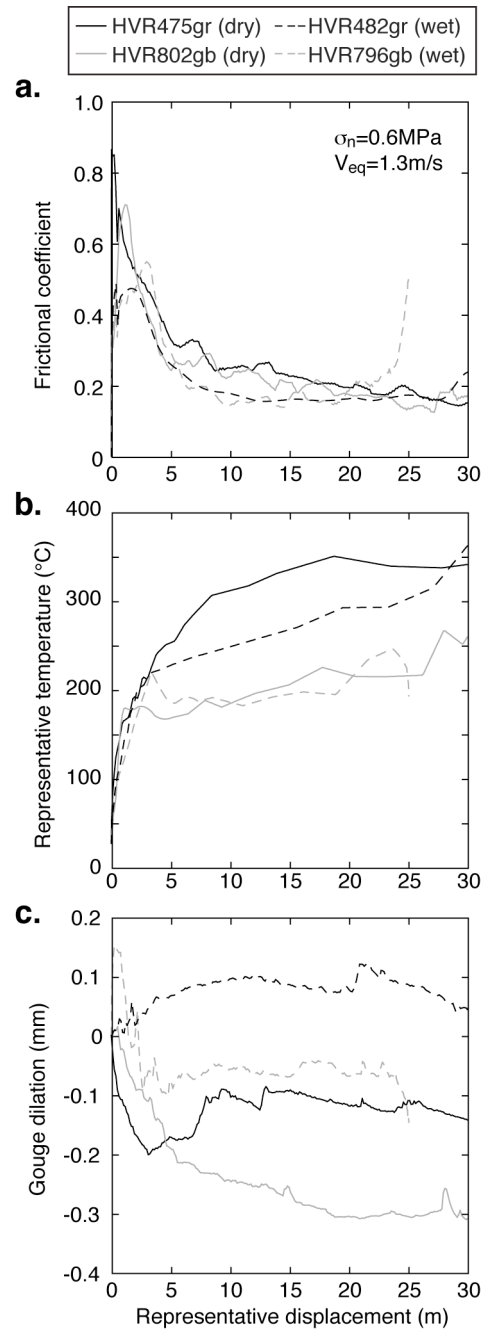 HVR475gr (dry) HVR482gr (wet)
HVR802gb (dry) HVR796gb (wet)
a.
1.0
0.8
0.6
0.4
0.2
0
Frictional coefficient
σn=0.6MPa
Veq=1.3m/s
0 5 10 15 20 25 30
b.
400
300
200
100
0
Representative temperature (°C)
0 5 10 15 20 25 30
c.
0.2
0.1
0
-0.1
-0.2
-0.3
-0.4
Gouge dilation (mm)
0 5 10 15 20 25 30
Representative displacement (m)